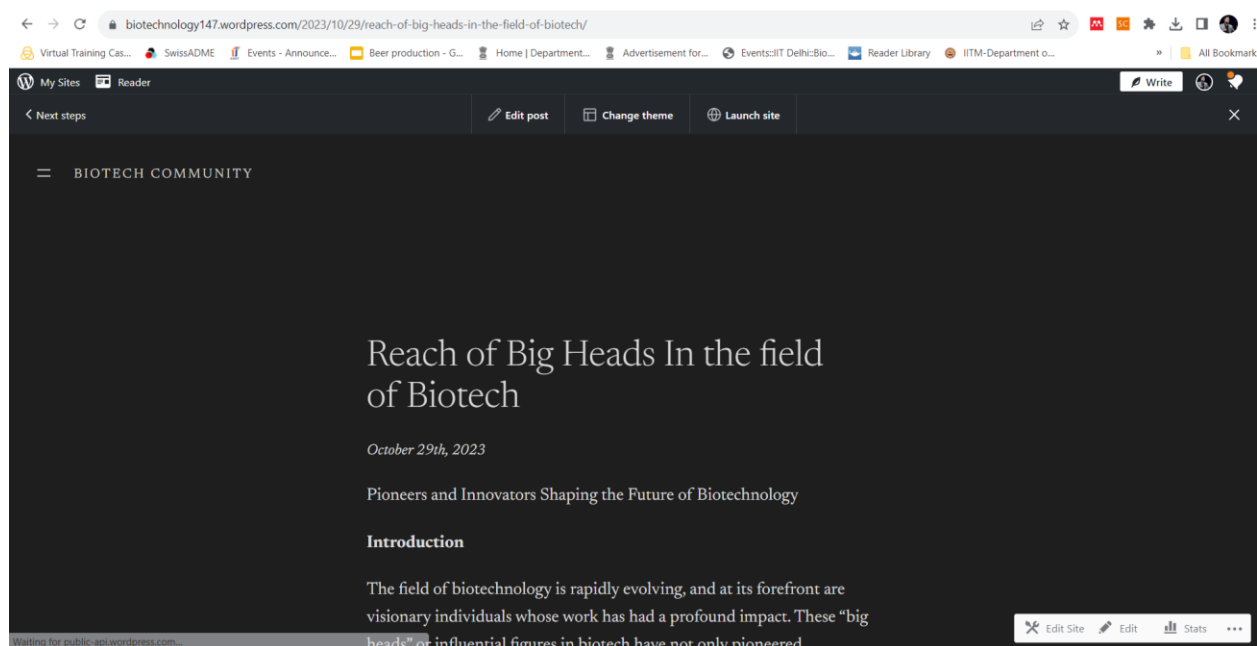 biotechnology147.wordpress.com/2023/10/29/reach-of-big-heads-in-the-field-of-biotech/
SC
Virtual Training Cas... SwissADME Events - Announce... Beer production - G... Home | Department... Advertisement for... Events::IIT Delhi::Bio... Reader Library IITM-Department o... » All Bookmark
My Sites Reader Write
Next steps Edit post Change theme Launch site
BIOTECH COMMUNITY
Reach of Big Heads In the field
of Biotech
October 29th, 2023
Pioneers and Innovators Shaping the Future of Biotechnology
Introduction
The field of biotechnology is rapidly evolving, and at its forefront are
visionary individuals whose work has had a profound impact. These “big
heads” or influential figures in biotech have not only pioneered
Edit Site Edit Stats ...
Waiting for public-api.wordpress.com...